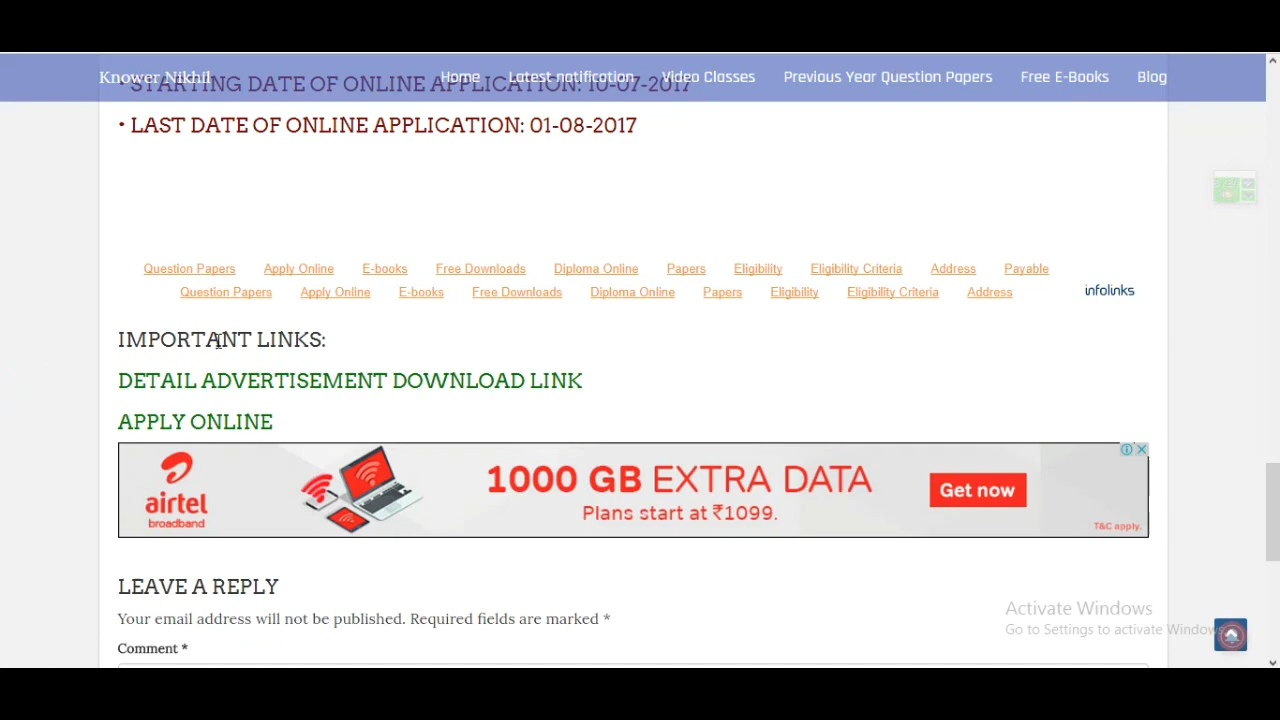 Knower Nikhil Home Latest notification Video Classes Previous Year Question Papers Free E-Books Blog
• STARTING DATE OF ONLINE APPLICATION: 10-07-2017
• LAST DATE OF ONLINE APPLICATION: 01-08-2017
Question Papers Apply Online E-books Free Downloads Diploma Online Papers Eligibility Eligibility Criteria Address Payable
Question Papers Apply Online E-books Free Downloads Diploma Online Papers Eligibility Eligibility Criteria Address
infolinks
IMPORTANT LINKS:
DETAIL ADVERTISEMENT DOWNLOAD LINK
APPLY ONLINE
airtel
broadband
1000 GB EXTRA DATA
Plans start at ₹1099.
Get now
T&C apply.
LEAVE A REPLY
Your email address will not be published. Required fields are marked *
Comment *
Activate Windows
Go to Settings to activate Windows